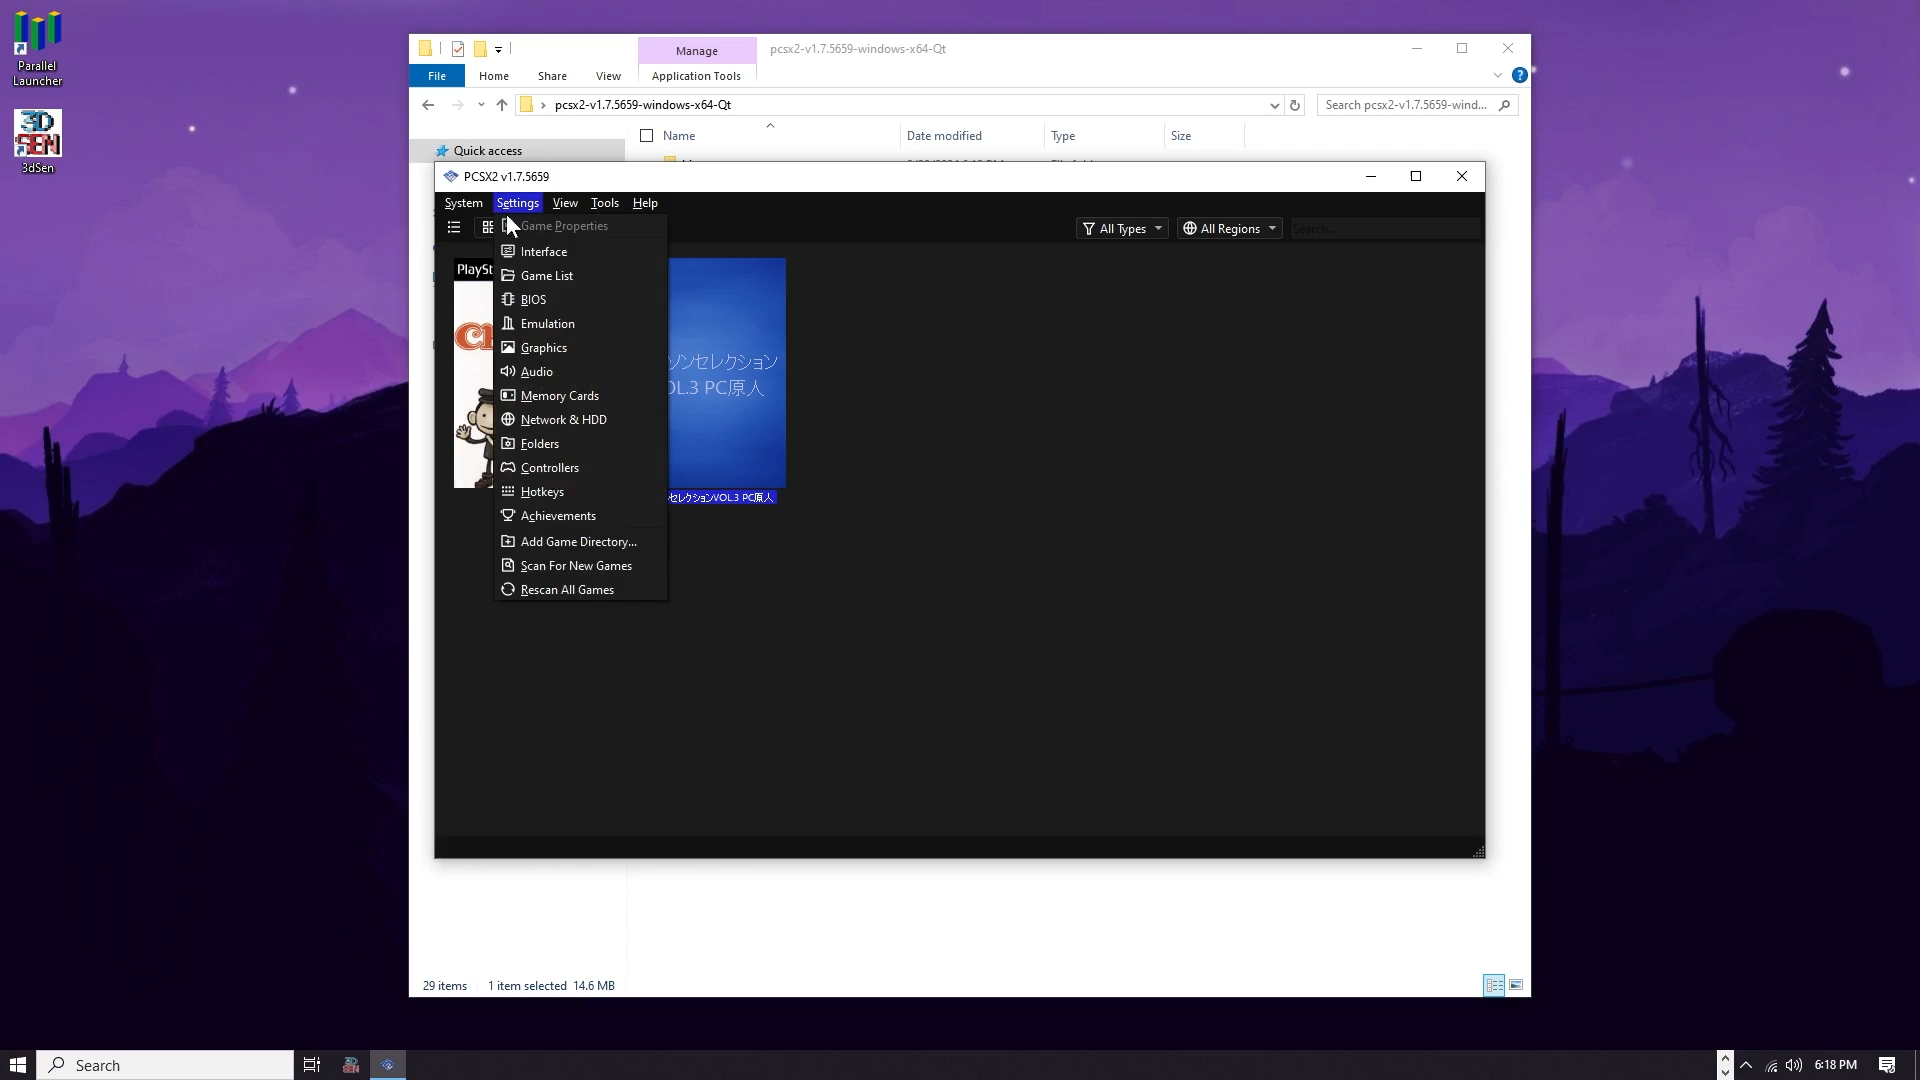 Parallel
Launcher
3D
SEN
3dSen
Manage
pcsx2-v1.7.5659-windows-x64-Qt
File
Home
Share
View
Application Tools
pcsx2-v1.7.5659-windows-x64-Qt
Search pcsx2-v1.7.5659-wind...
Name
Date modified
Type
Size
Quick access
PCSX2 v1.7.5659
System
Settings
View
Tools
Help
Game Properties
All Types
All Regions
Search...
Interface
Game List
BIOS
Emulation
Graphics
Audio
Memory Cards
Network & HDD
Folders
Controllers
Hotkeys
Achievements
Add Game Directory...
Scan For New Games
Rescan All Games
PlaySt
ゾンセレクション
OL.3 PC原人
セレクションVOL.3 PC原人
29 items
1 item selected 14.6 MB
Search
6:18 PM